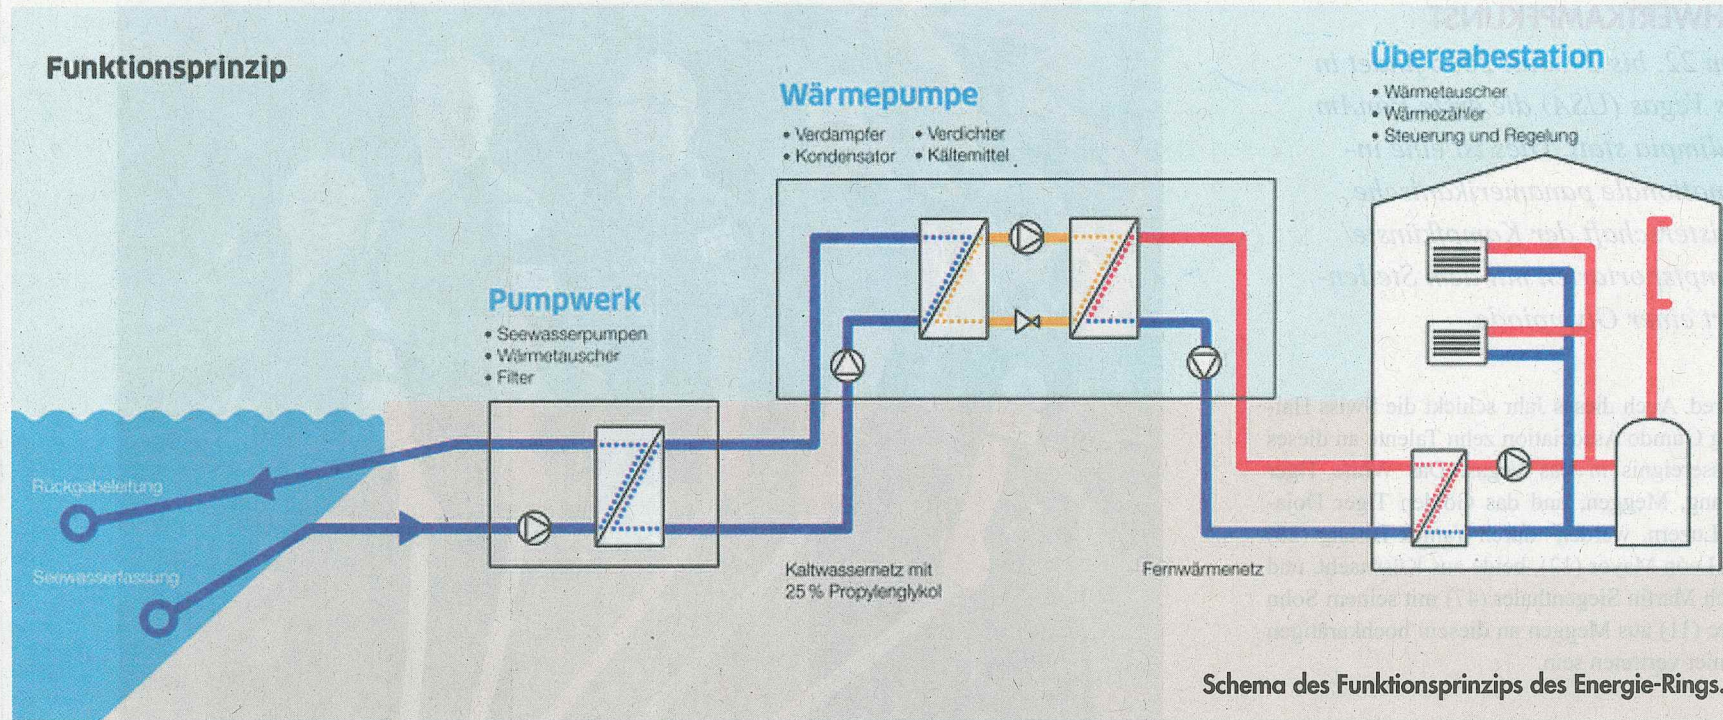 Funktionsprinzip
Wärmepumpe
• Verdampfer
• Verdichter
• Kondensator
• Kältemittel
Übergabestation
• Wärmetauscher
• Wärmezähler
• Steuerung und Regelung
Pumpwerk
• Seewasserpumpen
• Wärmetauscher
• Filter
Rückgabeleitung
Seewasserfassung
Kaltwassernetz mit
25 % Propylenglykol
Fernwärmenetz
Schema des Funktionsprinzips des Energie-Rings.